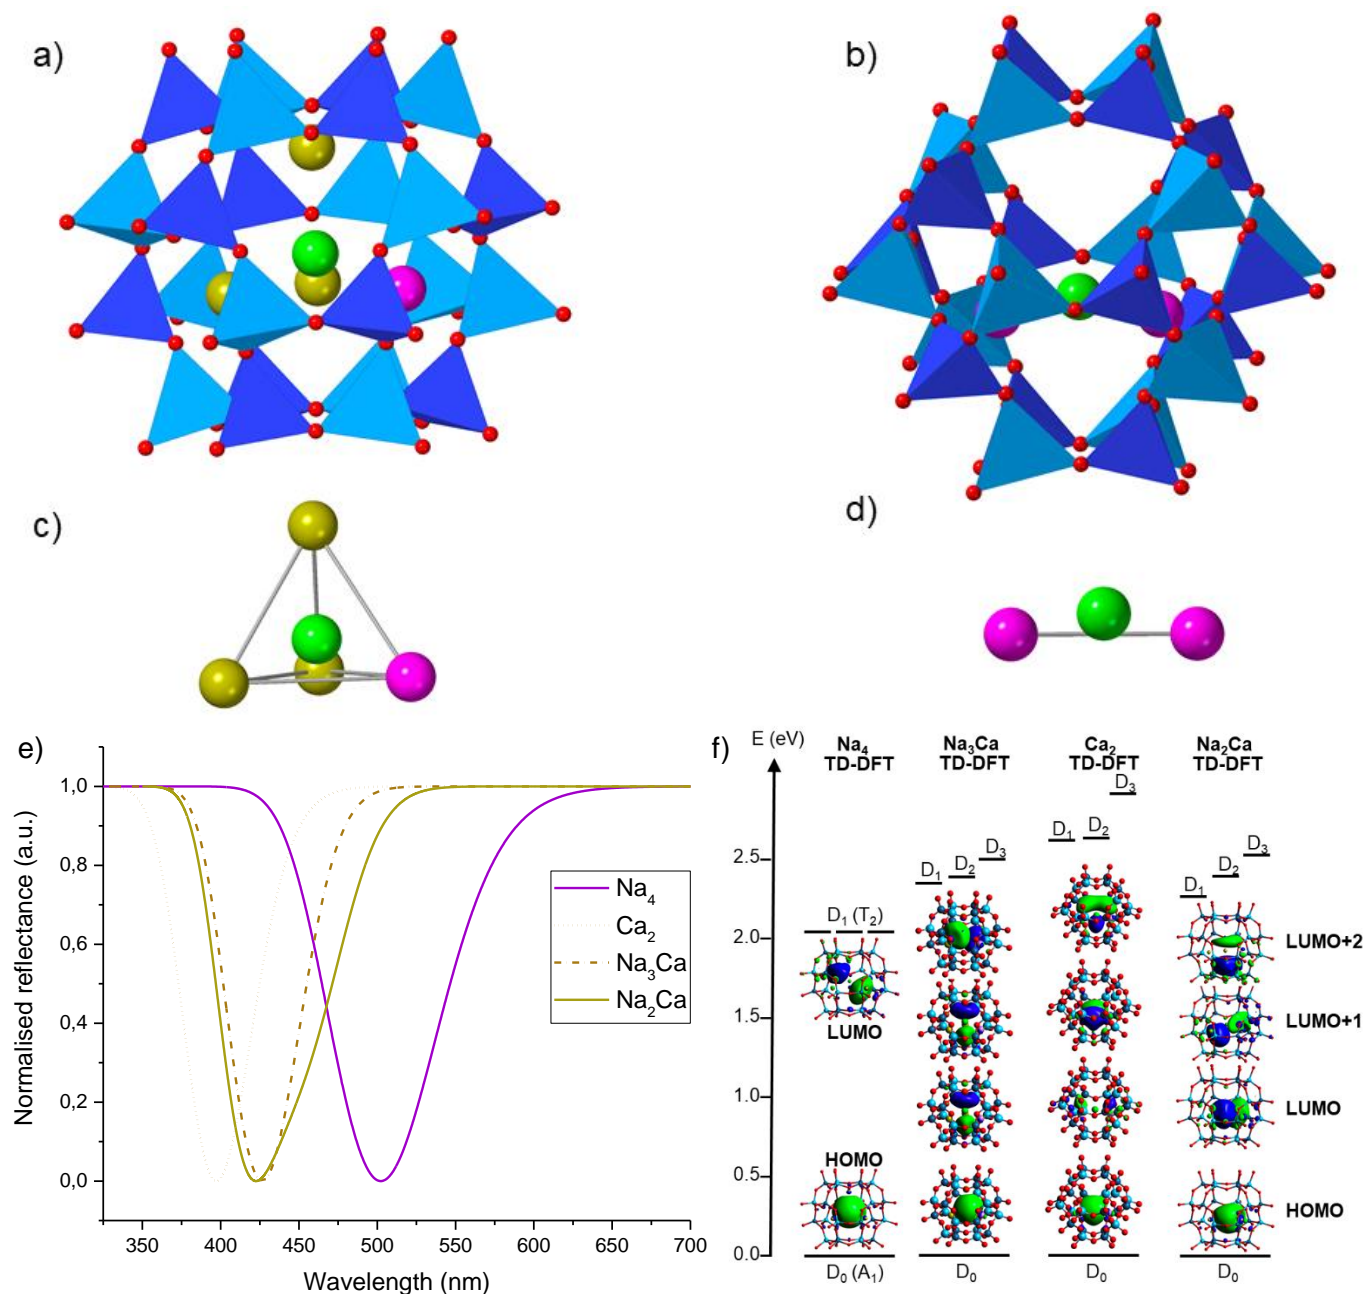 a)
b)
c)
d)
e)
Normalised reflectance (a.u.)
1,0
0,8
0,6
0,4
0,2
0,0
350 400 450 500 550 600 650 700
Wavelength (nm)
Na₄
Ca₂
Na₃Ca
Na₂Ca
f)
E (eV)
2.5
2.0
1.5
1.0
0.5
0.0
Na₄
TD-DFT
Na₃Ca
TD-DFT
Ca₂
TD-DFT
Na₂Ca
TD-DFT
D₁ (T₂)
LUMO
HOMO
D₀ (A₁)
D₁ D₂ D₃
D₀
D₁ D₂ D₃
D₀
D₁ D₂ D₃
D₀
LUMO+2
LUMO+1
LUMO
HOMO